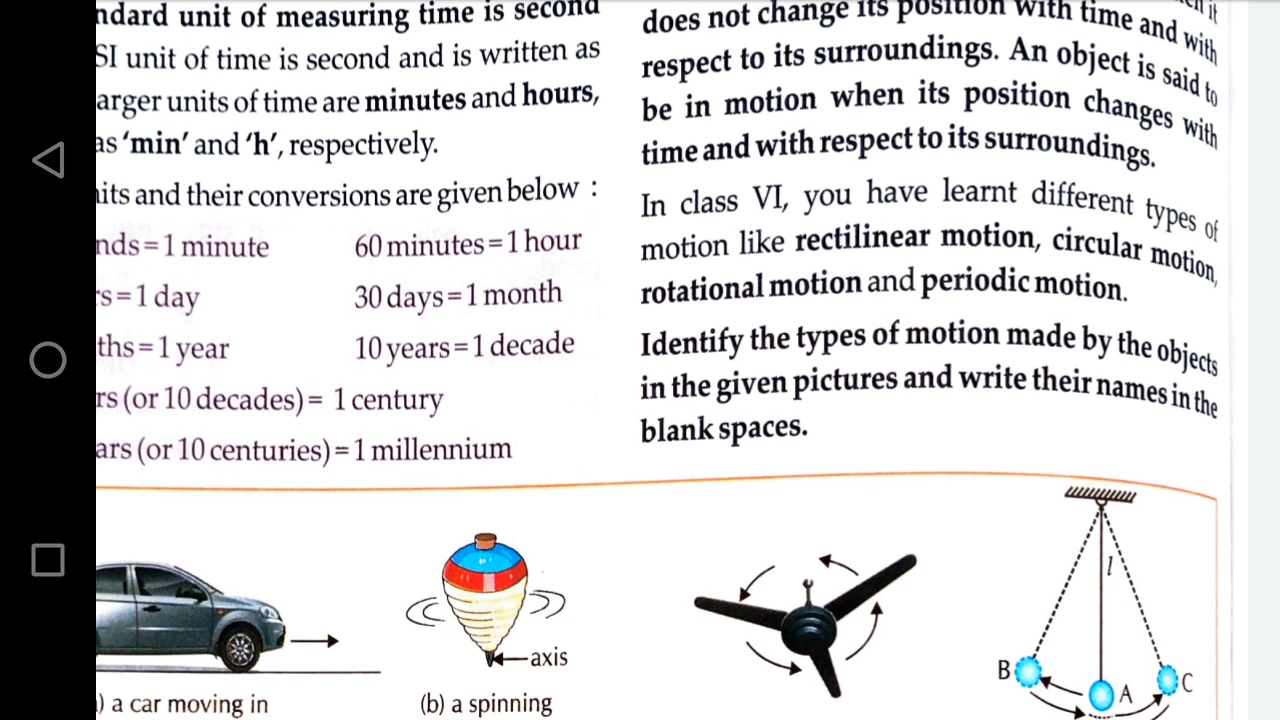 standard unit of measuring time is second
SI unit of time is second and is written as
larger units of time are minutes and hours,
as 'min' and 'h', respectively.
and their conversions are given below :
= 1 minute
60 minutes = 1 hour
= 1 day
30 days = 1 month
= 1 year
10 years = 1 decade
(or 10 decades) = 1 century
(or 10 centuries) = 1 millennium
does not change its position with time and with
respect to its surroundings. An object is said to
be in motion when its position changes with
time and with respect to its surroundings.
In class VI, you have learnt different types of
motion like rectilinear motion, circular motion,
rotational motion and periodic motion.
Identify the types of motion made by the objects
in the given pictures and write their names in the
blank spaces.
axis
l
B
A
C
) a car moving in
(b) a spinning